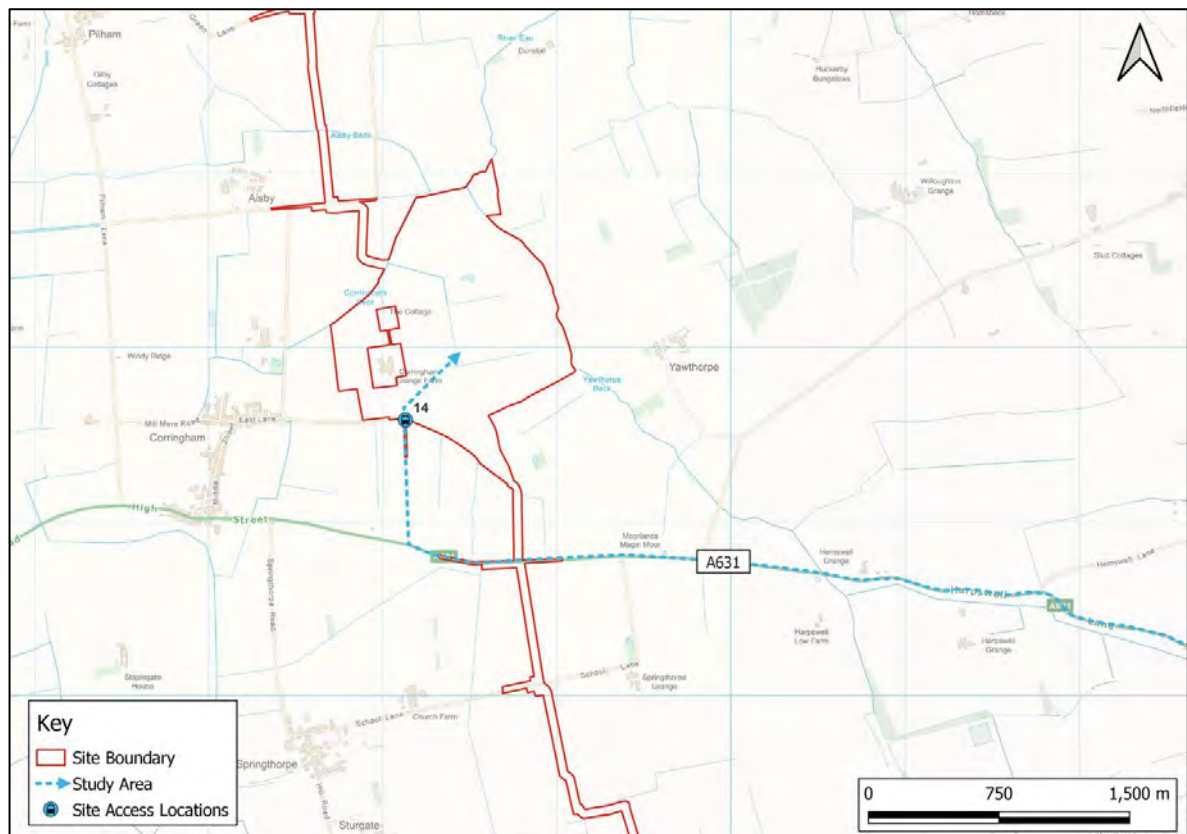 Pilham
Gilby
Cottages
Green Lane
River Eau
Dunstall
Huckerby
Bungalows
Northfield
Aisby Beck
Aisby
Pilham Lane
Willoughton
Grange
Stud Cottages
Corringham
Beck
The Cottage
Windy Ridge
Corringham
Grange Farm
Yawthorpe
Yawthorpe
Beck
14
Mill Mere Road
East Lane
Corringham
Middle Street
High Street
Moorlands
A631
Hemswell
Grange
Hemswell Lane
Harpswell Lane
A631
Springthorpe Road
Harpswell
Low Farm
Harpswell
Grange
School Lane
Springthorpe
Grange
School Lane
Church Farm
Springthorpe
Hill Road
Sturgate
Key
Site Boundary
Study Area
Site Access Locations
0 750 1,500 m